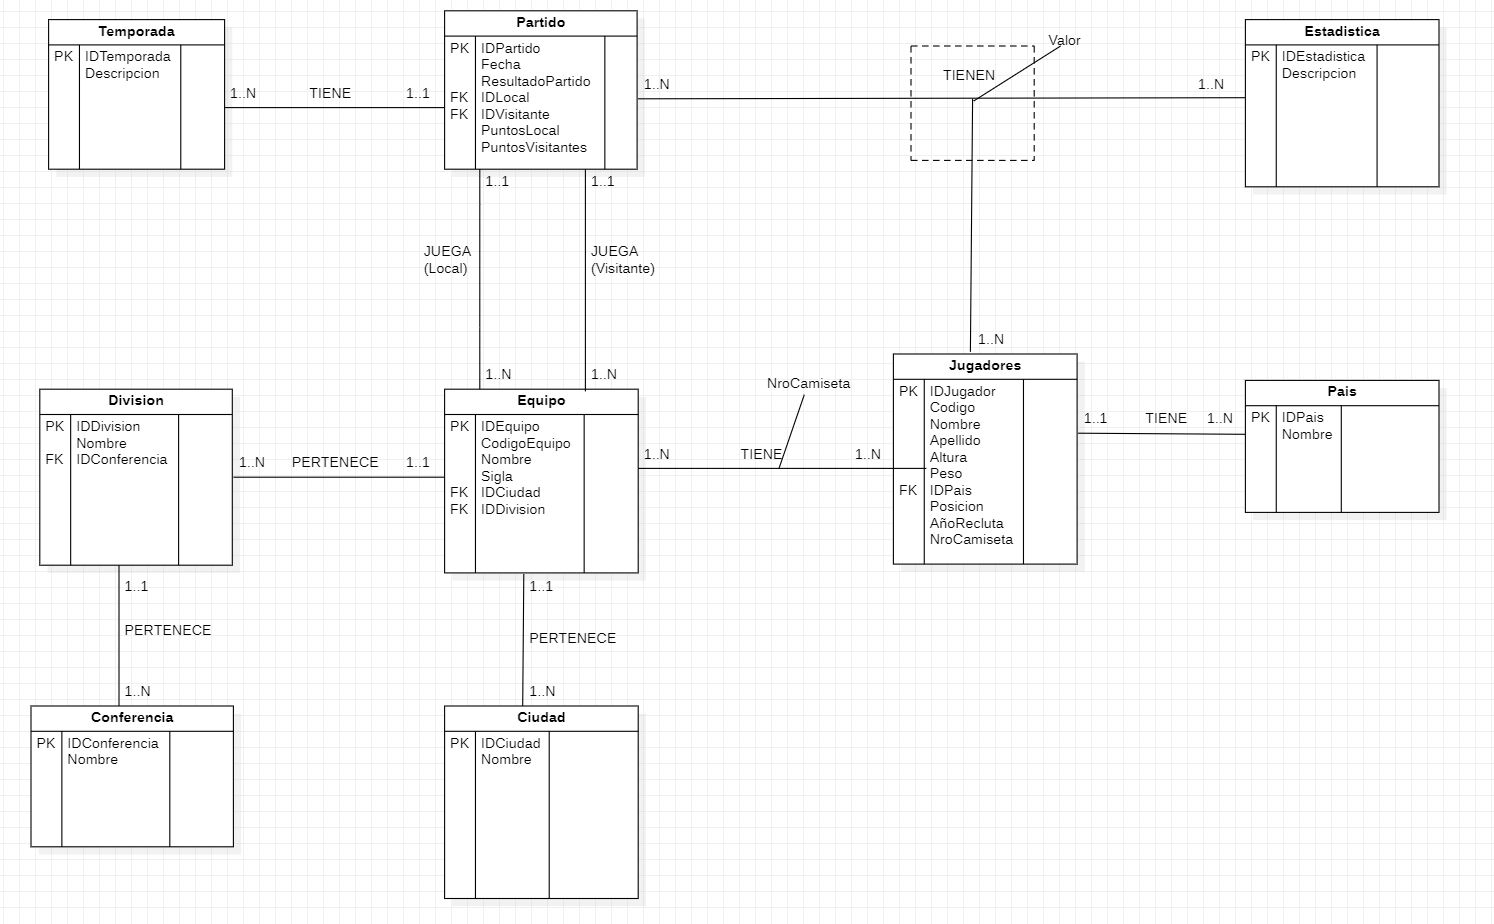 Temporada
PK IDTemporada
Descripcion
1..N TIENE 1..1
Partido
PK IDPartido
Fecha
ResultadoPartido
FK IDLocal
FK IDVisitante
PuntosLocal
PuntosVisitantes
1..N
TIENEN
Valor
1..N
Estadistica
PK IDEstadistica
Descripcion
1..1
1..1
JUEGA
(Local)
JUEGA
(Visitante)
1..N
1..N
1..N
Division
PK IDDivision
Nombre
FK IDConferencia
1..N PERTENECE 1..1
Equipo
PK IDEquipo
CodigoEquipo
Nombre
Sigla
FK IDCiudad
FK IDDivision
NroCamiseta
1..N TIENE 1..N
Jugadores
PK IDJugador
Codigo
Nombre
Apellido
Altura
Peso
FK IDPais
Posicion
AñoRecluta
NroCamiseta
1..1 TIENE 1..N
Pais
PK IDPais
Nombre
1..1
PERTENECE
1..N
1..1
PERTENECE
1..N
Conferencia
PK IDConferencia
Nombre
Ciudad
PK IDCiudad
Nombre